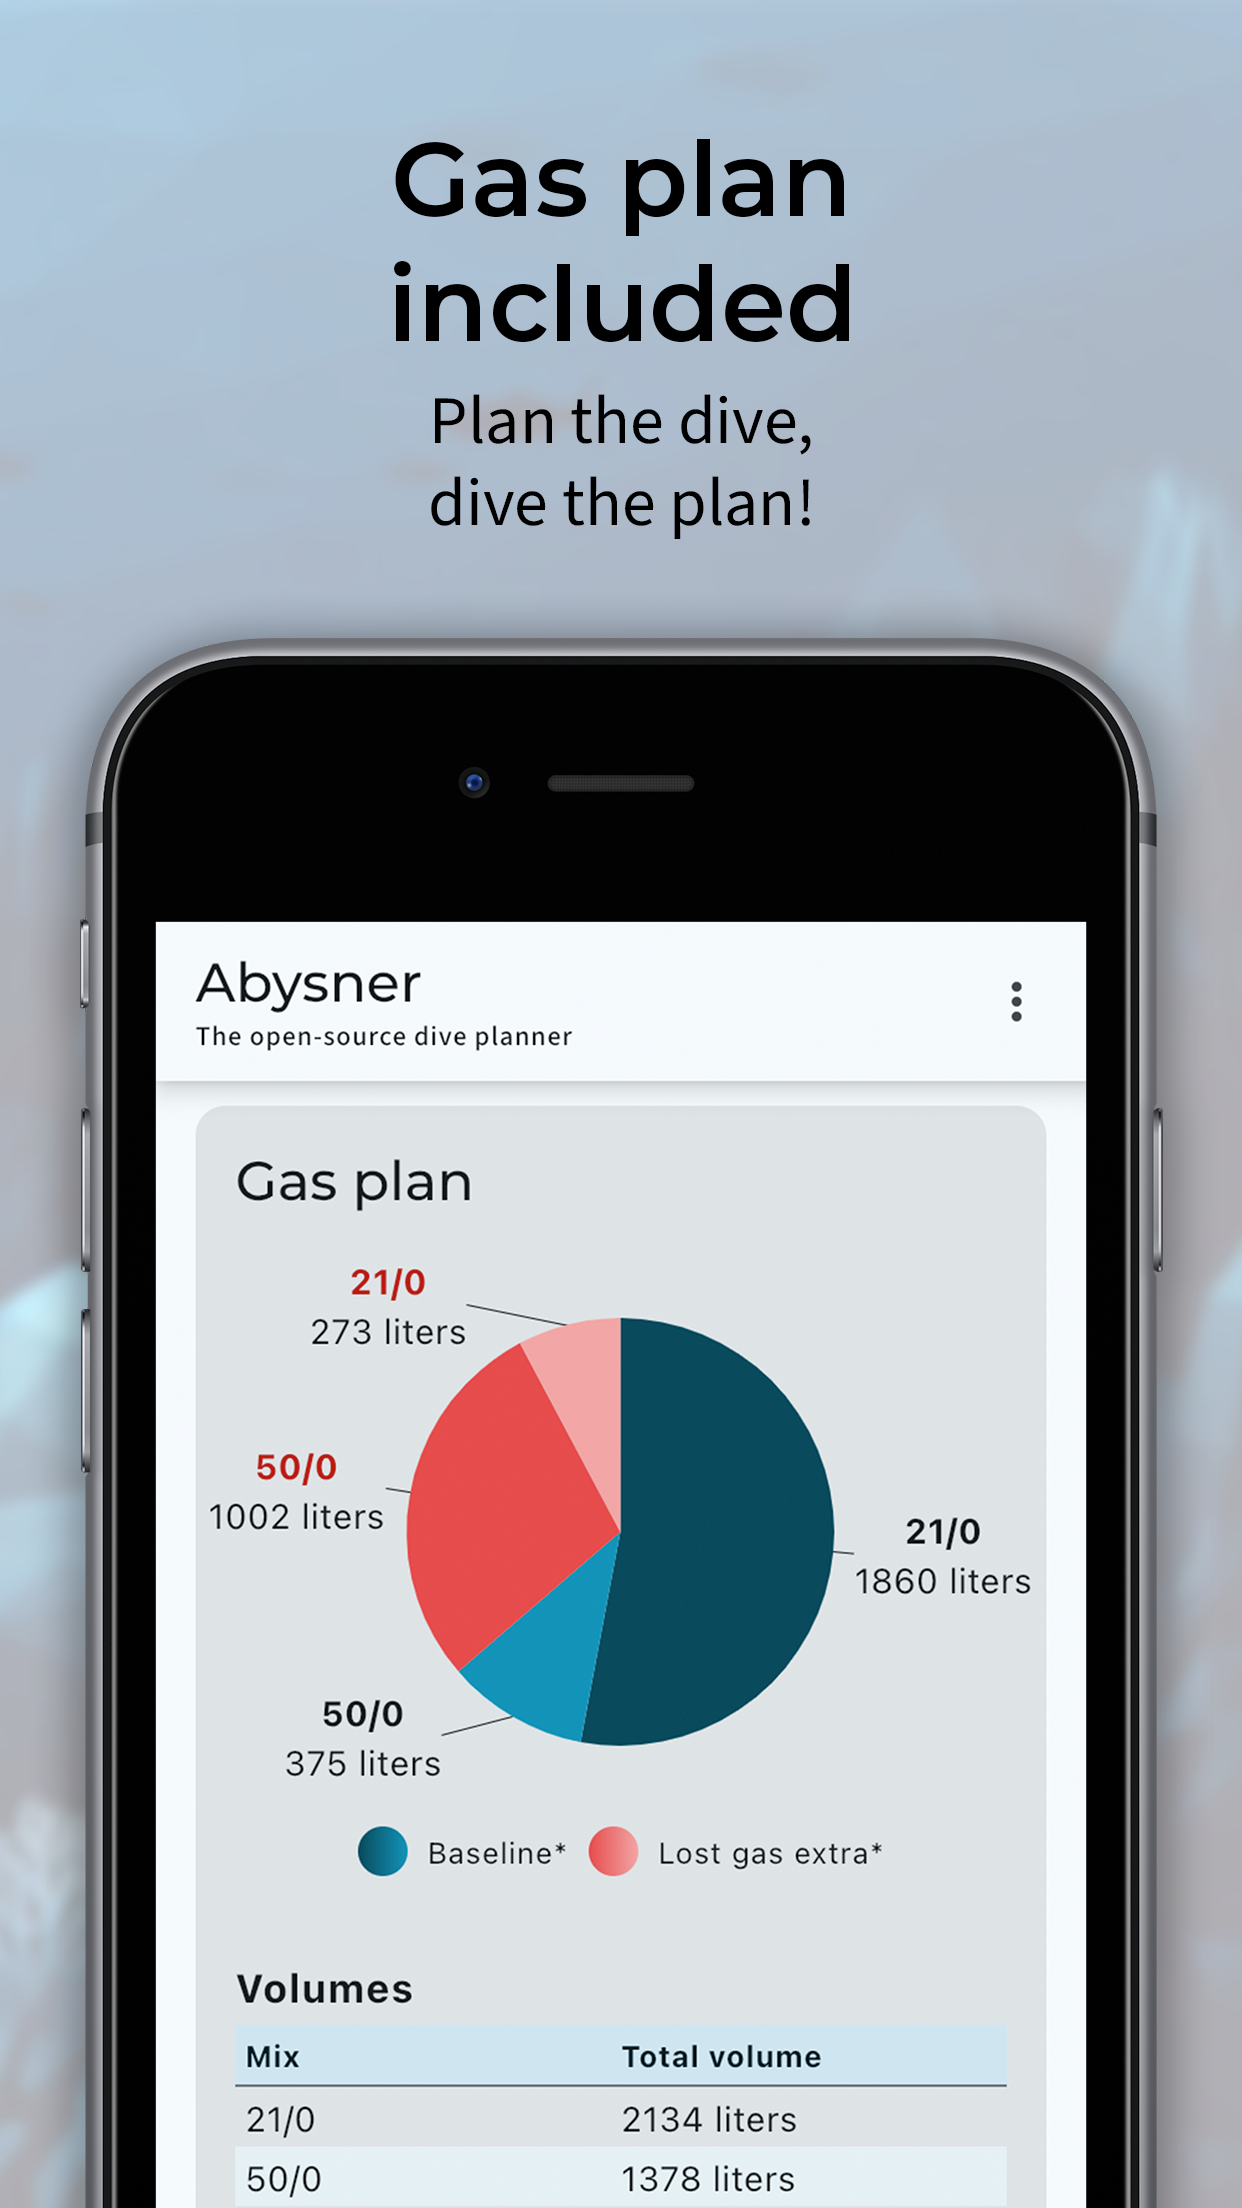 Gas plan
included
Plan the dive,
dive the plan!
Abysner
The open-source dive planner
Gas plan
21/0
273 liters
50/0
1002 liters
21/0
1860 liters
50/0
375 liters
Baseline* Lost gas extra*
Volumes
Mix Total volume
21/0 2134 liters
50/0 1378 liters